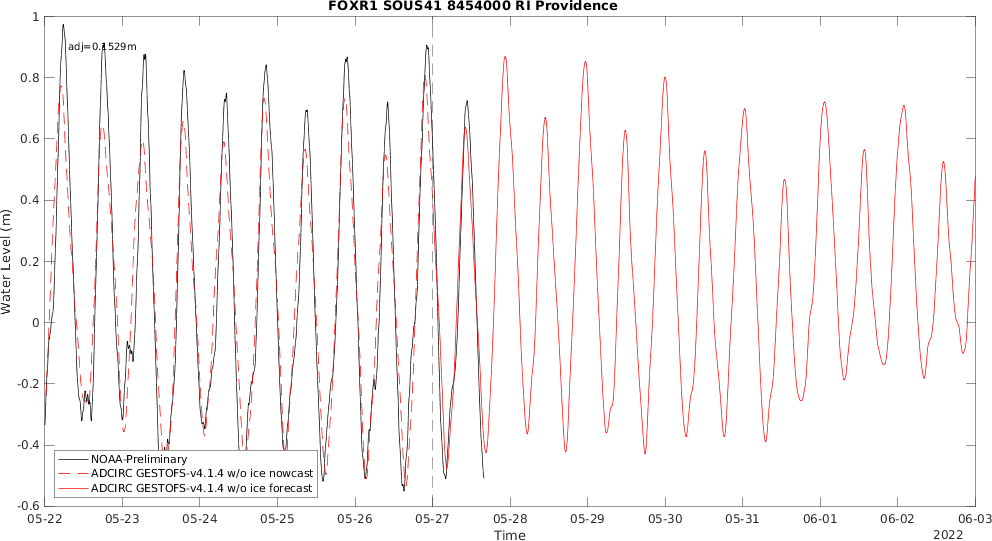 FOXR1 SOUS41 8454000 RI Providence
adj=0.1529m
Water Level (m)
1
0.8
0.6
0.4
0.2
0
-0.2
-0.4
-0.6
NOAA-Preliminary
ADCIRC GESTOFS-v4.1.4 w/o ice nowcast
ADCIRC GESTOFS-v4.1.4 w/o ice forecast
05-22 05-23 05-24 05-25 05-26 05-27 05-28 05-29 05-30 05-31 06-01 06-02 06-03
Time
2022